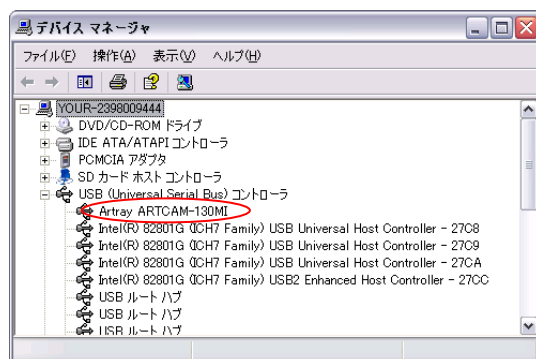 デバイス マネージャ
ファイル(F) 操作(A) 表示(V) ヘルプ(H)
YOUR-2398009444
DVD/CD-ROM ドライブ
IDE ATA/ATAPI コントローラ
PCMCIA アダプタ
SD カード ホスト コントローラ
USB (Universal Serial Bus) コントローラ
Artray ARTCAM-130MI
Intel(R) 82801G (ICH7 Family) USB Universal Host Controller - 27C8
Intel(R) 82801G (ICH7 Family) USB Universal Host Controller - 27C9
Intel(R) 82801G (ICH7 Family) USB Universal Host Controller - 27CA
Intel(R) 82801G (ICH7 Family) USB2 Enhanced Host Controller - 27CC
USB ルート ハブ
USB ルート ハブ
USB ルート ハブ